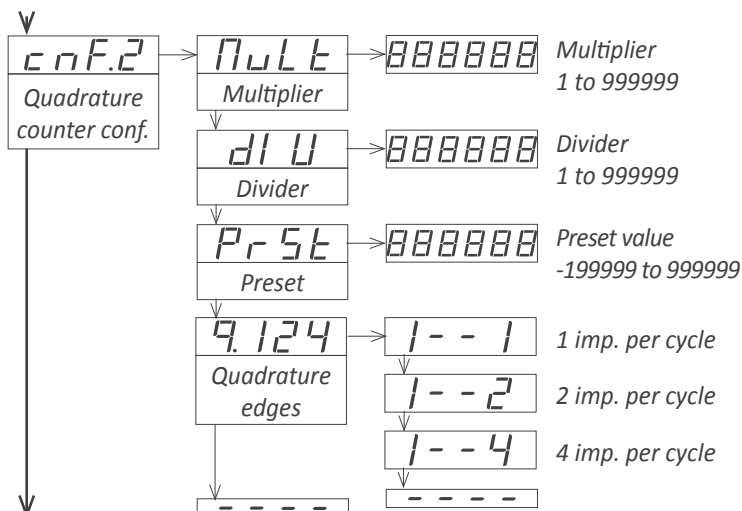 cnF.2
Quadrature
counter conf.
MuLt
Multiplier
888888
Multiplier
1 to 999999
dIV
Divider
888888
Divider
1 to 999999
PrSt
Preset
888888
Preset value
-199999 to 999999
q.124
Quadrature
edges
1--1
1 imp. per cycle
1--2
2 imp. per cycle
1--4
4 imp. per cycle
----
----